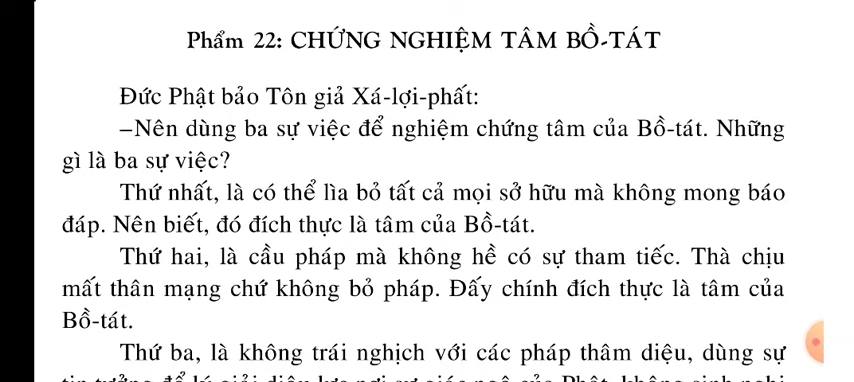 Phẩm 22: CHỨNG NGHIỆM TÂM BỒ-TÁT
Đức Phật bảo Tôn giả Xá-lợi-phất:
–Nên dùng ba sự việc để nghiệm chứng tâm của Bồ-tát. Những
gì là ba sự việc?
Thứ nhất, là có thể lìa bỏ tất cả mọi sở hữu mà không mong báo
đáp. Nên biết, đó đích thực là tâm của Bồ-tát.
Thứ hai, là cầu pháp mà không hề có sự tham tiếc. Thà chịu
mất thân mạng chứ không bỏ pháp. Đấy chính đích thực là tâm của
Bồ-tát.
Thứ ba, là không trái nghịch với các pháp thâm diệu, dùng sự